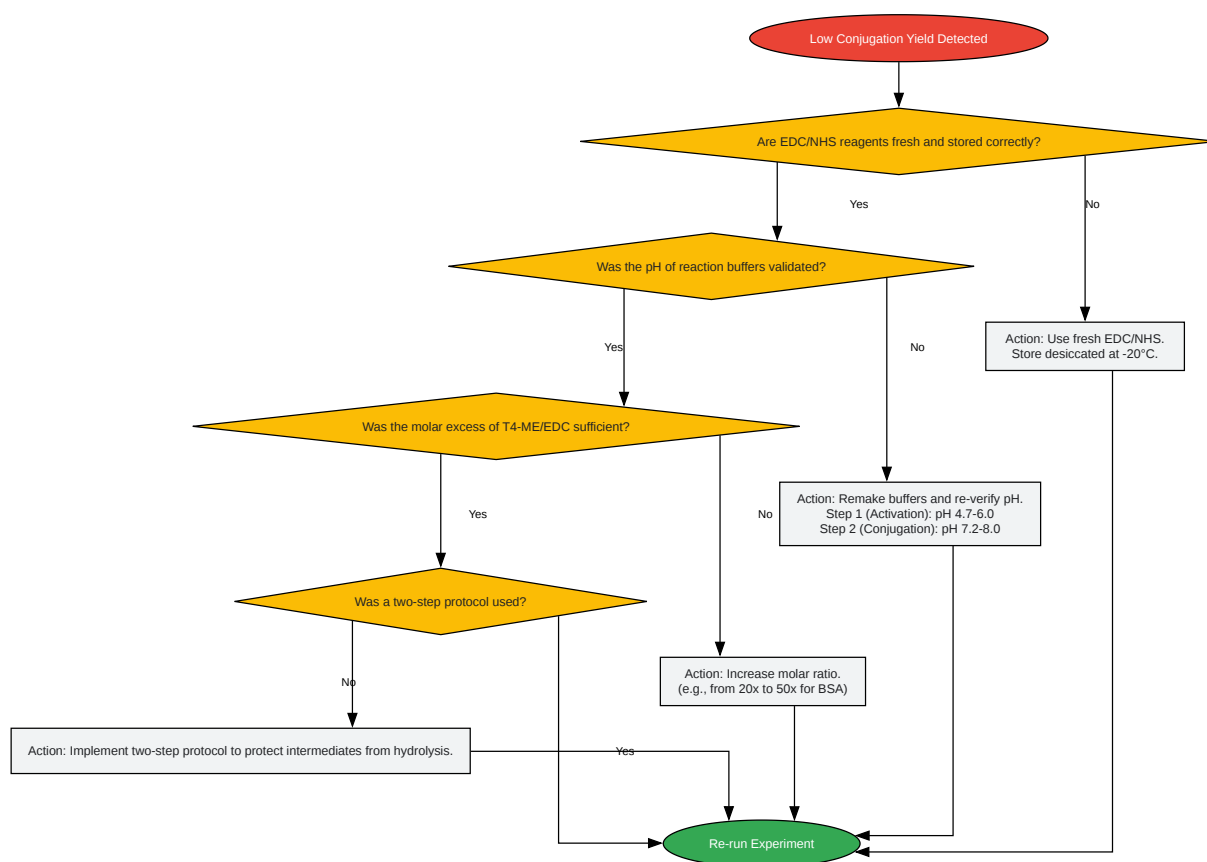 Low Conjugation Yield Detected
Are EDC/NHS reagents fresh and stored correctly?
Yes
No
Was the pH of reaction buffers validated?
Action: Use fresh EDC/NHS.
Store desiccated at -20°C.
Yes
No
Was the molar excess of T4-ME/EDC sufficient?
Action: Remake buffers and re-verify pH.
Step 1 (Activation): pH 4.7-6.0
Step 2 (Conjugation): pH 7.2-8.0
Yes
No
Was a two-step protocol used?
Action: Increase molar ratio.
(e.g., from 20x to 50x for BSA)
No
Action: Implement two-step protocol to protect intermediates from hydrolysis.
Yes
Re-run Experiment